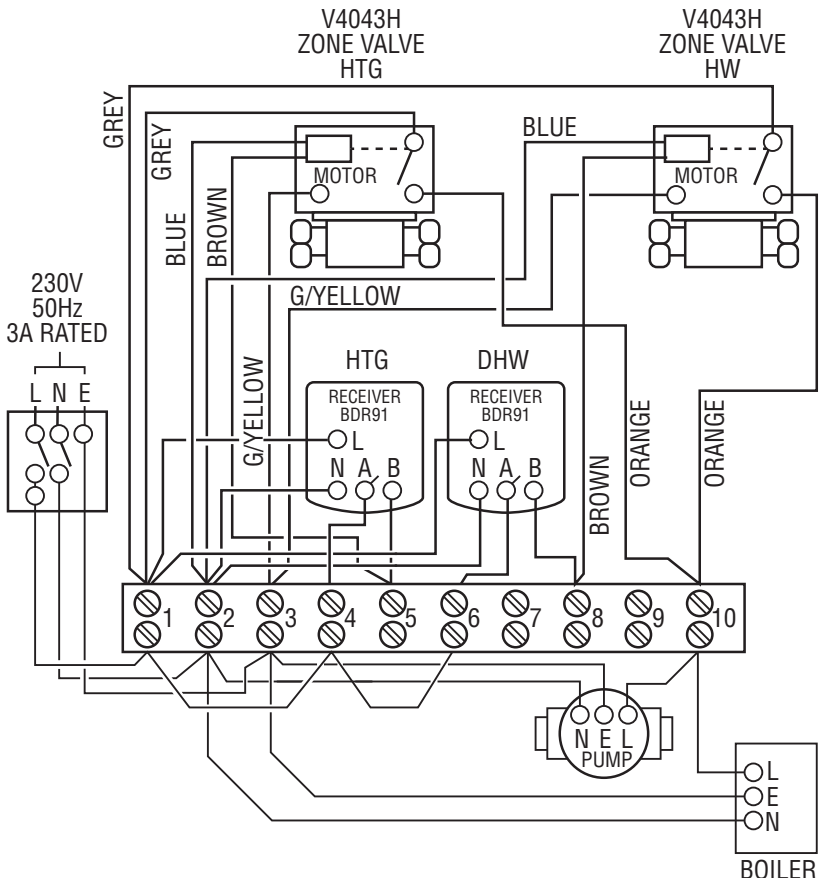 V4043H
ZONE VALVE
HTG
V4043H
ZONE VALVE
HW
GREY
GREY
BLUE
MOTOR
MOTOR
BLUE
BROWN
230V
50Hz
3A RATED
G/YELLOW
L N E
HTG
DHW
G/YELLOW
RECEIVER
BDR91
L
N A B
RECEIVER
BDR91
L
N A B
BROWN
ORANGE
ORANGE
1 2 3 4 5 6 7 8 9 10
N E L
PUMP
L
E
N
BOILER